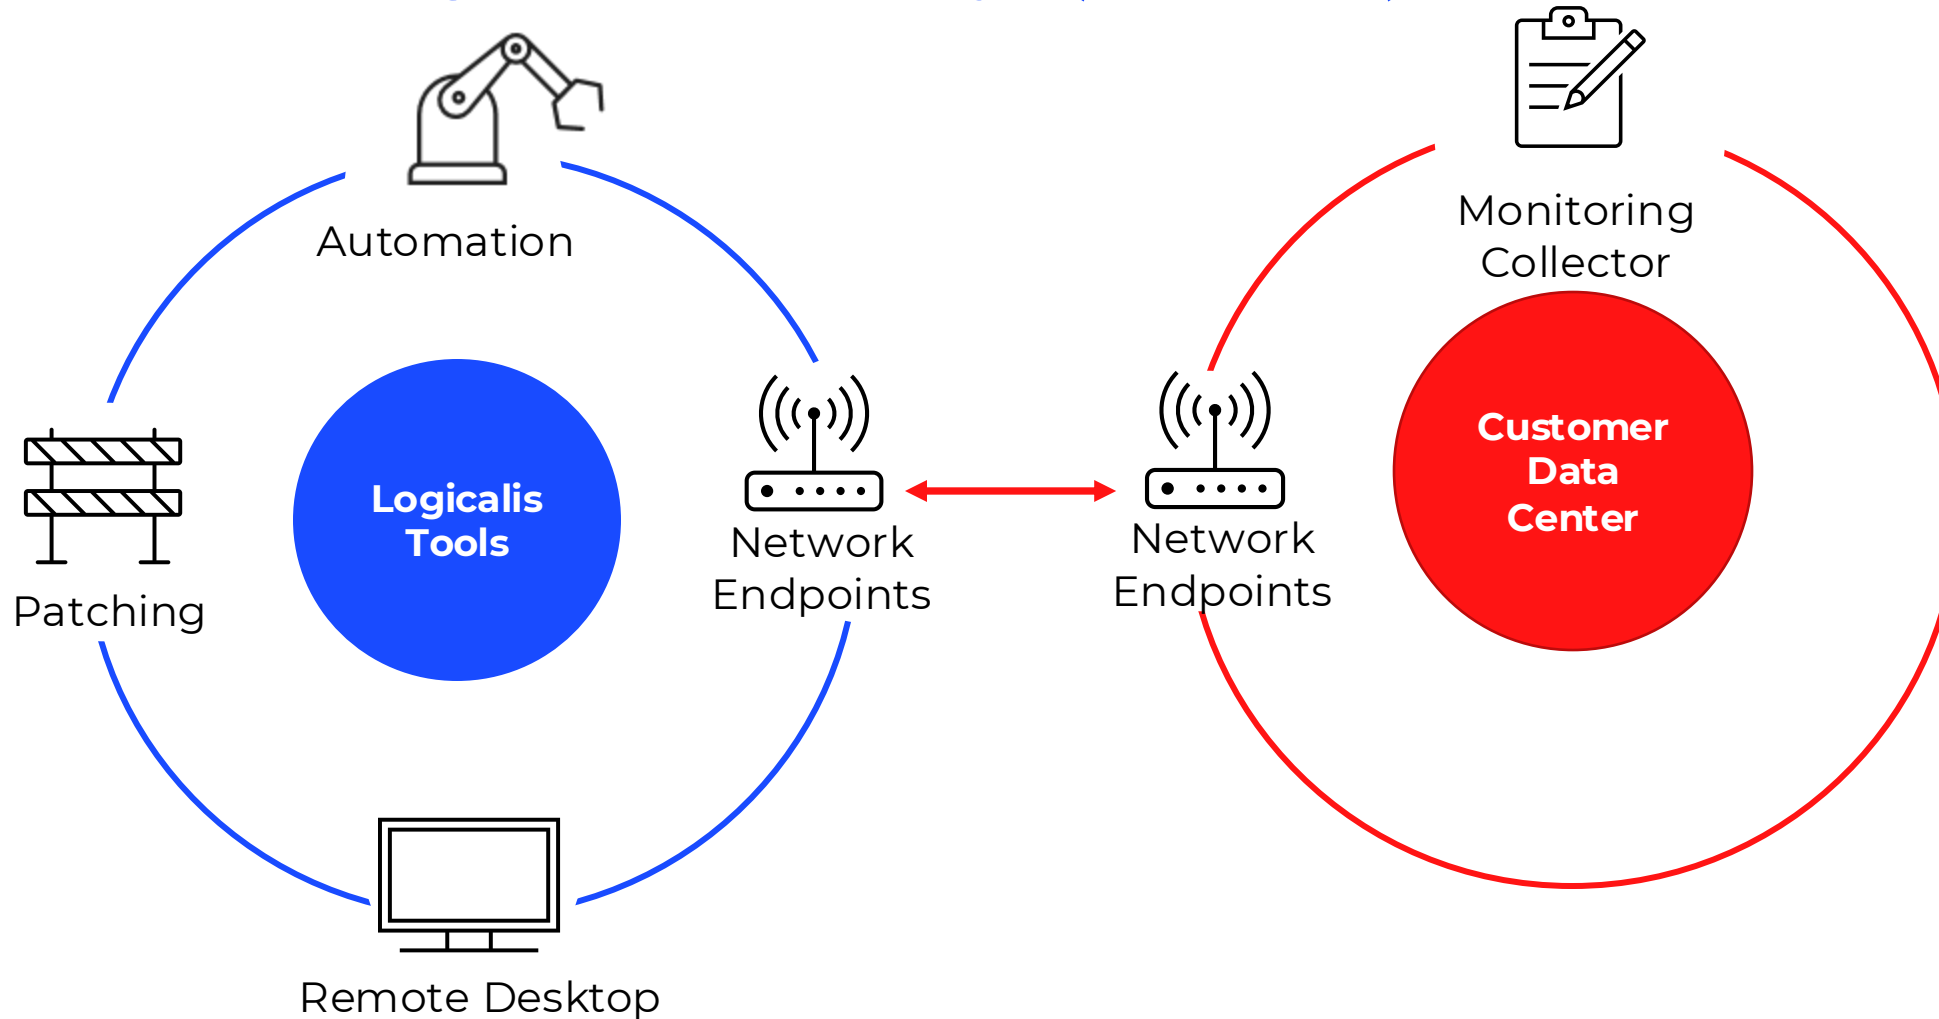 Automation
Monitoring
Collector
Logicalis
Tools
Customer
Data
Center
Network
Endpoints
Network
Endpoints
Patching
Remote Desktop